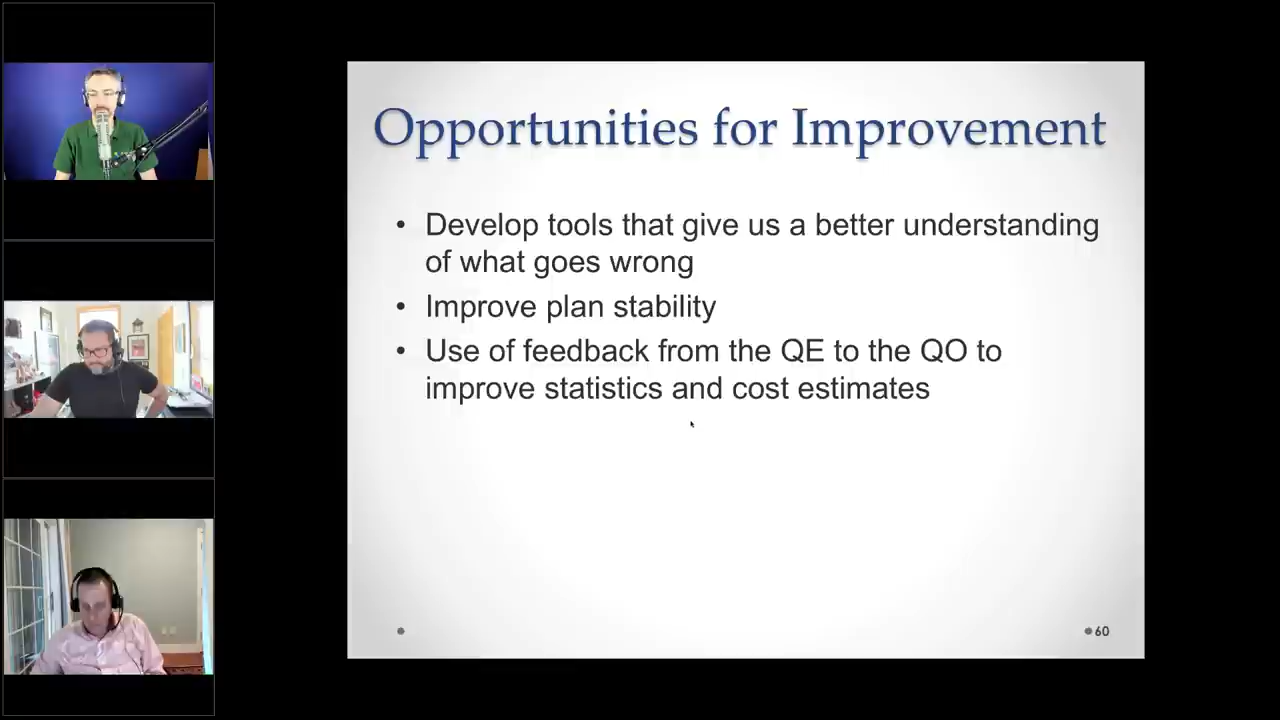 Opportunities for Improvement
• Develop tools that give us a better understanding
of what goes wrong
• Improve plan stability
• Use of feedback from the QE to the QO to
improve statistics and cost estimates
60